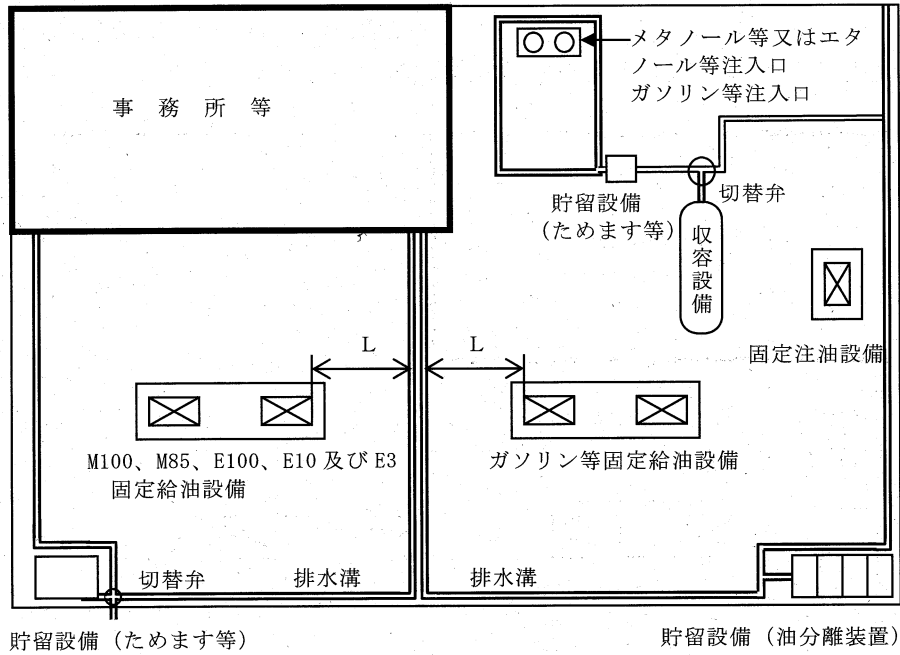 メタノール等又はエタ
ノール等注入口
ガソリン等注入口
事 務 所 等
切替弁
貯留設備
(ためます等)
収容設備
固定注油設備
L
L
M100、M85、E100、E10 及び E3
固定給油設備
ガソリン等固定給油設備
切替弁
排水溝
排水溝
貯留設備(ためます等)
貯留設備(油分離装置)